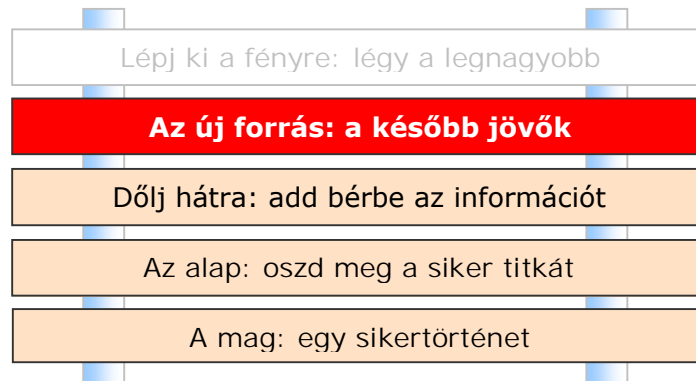 Lépj ki a fényre: légy a legnagyobb
Az új forrás: a később jövők
Dőlj hátra: add bérbe az információt
Az alap: oszd meg a siker titkát
A mag: egy sikertörténet